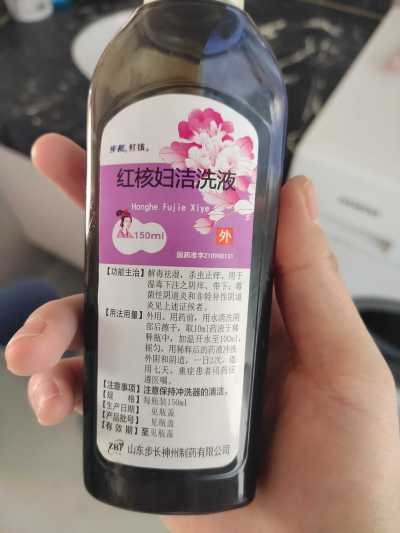 步长 红核
红核妇洁洗液
Honghe Fujie Xiye
150ml
外
国药准字Z10980131
【功能主治】 解毒祛湿、杀虫止痒。用于
湿毒下注之阴痒、带下；霉
菌性阴道炎和非特异性阴道
炎见上述证候者。
【用法用量】 外用。用药前，用水清洗阴
部后擦干，取10ml药液于稀
释瓶中，加温开水至100ml，
摇匀，用稀释后的药液冲洗
外阴和阴道，一日2次，连
用七天。重症患者用药应
遵医嘱。
【注意事项】 注意保持冲洗器的清洁。
【规 格】 每瓶装150ml
【生产日期】 见瓶盖
【产品批号】 见瓶盖
【有 效 期】 至见瓶盖
山东步长神州制药有限公司